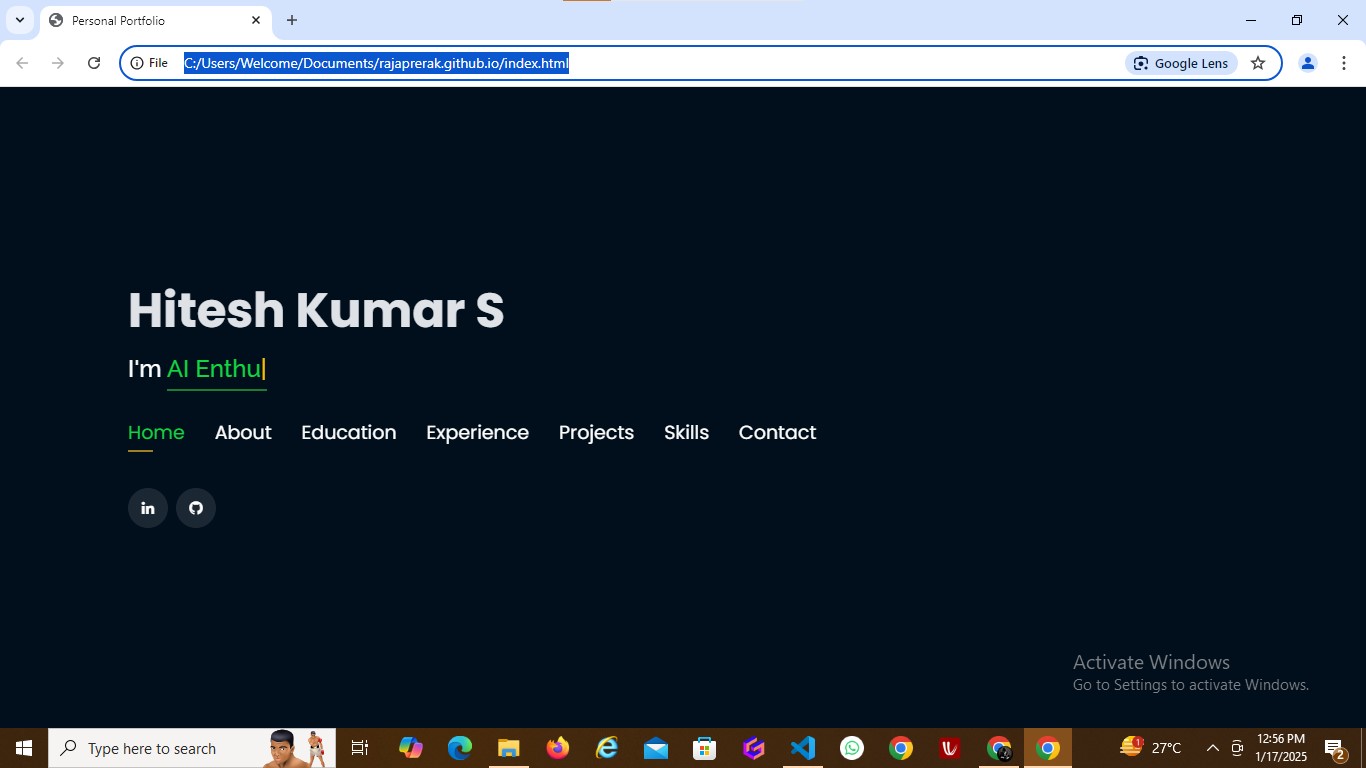 Personal Portfolio
File
C:/Users/Welcome/Documents/rajaprerak.github.io/index.html
Google Lens
Hitesh Kumar S
I'm AI Enthu
Home About Education Experience Projects Skills Contact
in
Activate Windows
Go to Settings to activate Windows.
Type here to search
1
27°C
12:56 PM
1/17/2025
2